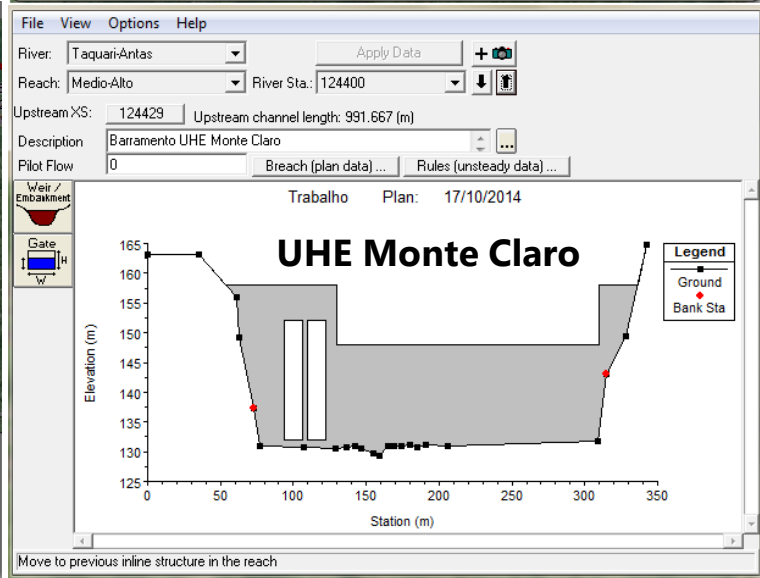 File View Options Help
River: Taquari-Antas Apply Data +
Reach: Medio-Alto River Sta.: 124400
Upstream XS: 124429 Upstream channel length: 991.667 (m)
Description Barramento UHE Monte Claro ...
Pilot Flow 0 Breach (plan data) ... Rules (unsteady data) ...
Weir /
Embankment
Gate
H
W
Trabalho Plan: 17/10/2014
UHE Monte Claro
Legend
Ground
Bank Sta
Elevation (m)
165
160
155
150
145
140
135
130
125
0 50 100 150 200 250 300 350
Station (m)
Move to previous inline structure in the reach